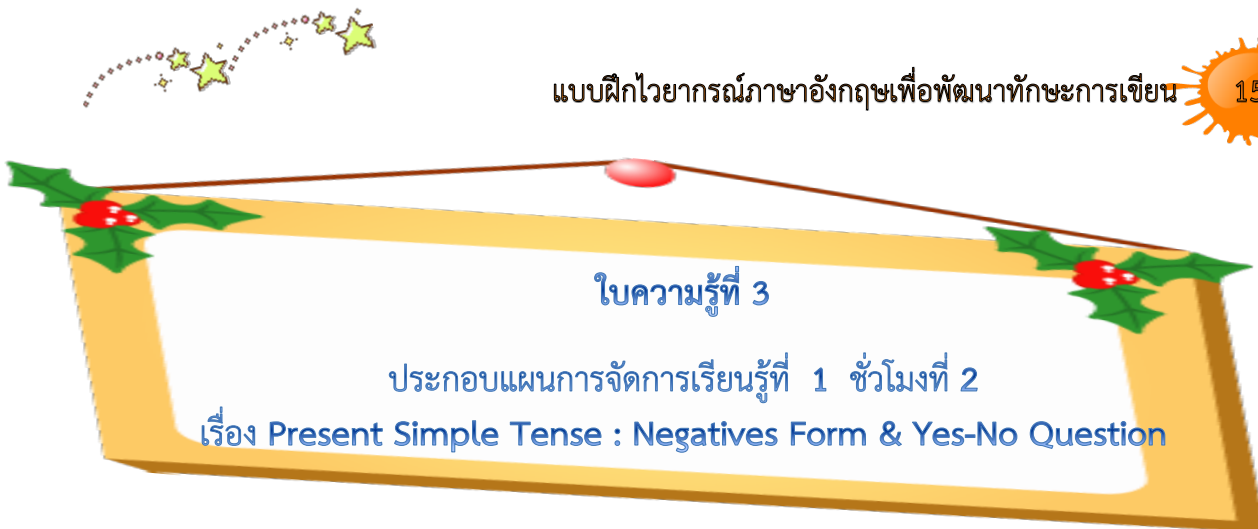 แบบฝึกไวยากรณ์ภาษาอังกฤษเพื่อพัฒนาทักษะการเขียน 15
ใบความรู้ที่ 3
ประกอบแผนการจัดการเรียนรู้ที่ 1 ชั่วโมงที่ 2
เรื่อง Present Simple Tense : Negatives Form & Yes-No Question